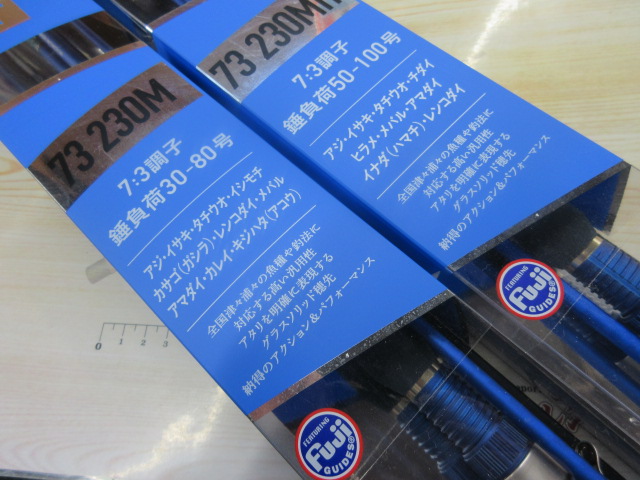 73 230M
7:3調子
錘負荷30-80号
アジ・イサキ・タチウオ・イシモチ
カサゴ(ガシラ)・レンコダイ・メバル
アマダイ・カレイ・キジハタ(アコウ)
全国津々浦々の魚種や釣法に
対応する高い汎用性
アタリを明確に表現する
グラスソリッド穂先
納得のアクション&パフォーマンス
FEATURING
Fuji
GUIDES®
73 230MH
7:3調子
錘負荷50-100号
アジ・イサキ・タチウオ・チダイ
ヒラメ・メバル・アマダイ
イナダ(ハマチ)・レンコダイ
全国津々浦々の魚種や釣法に
対応する高い汎用性
アタリを明確に表現する
グラスソリッド穂先
納得のアクション&パフォーマンス
FEATURING
Fuji
GUIDES®
0 1 2 3